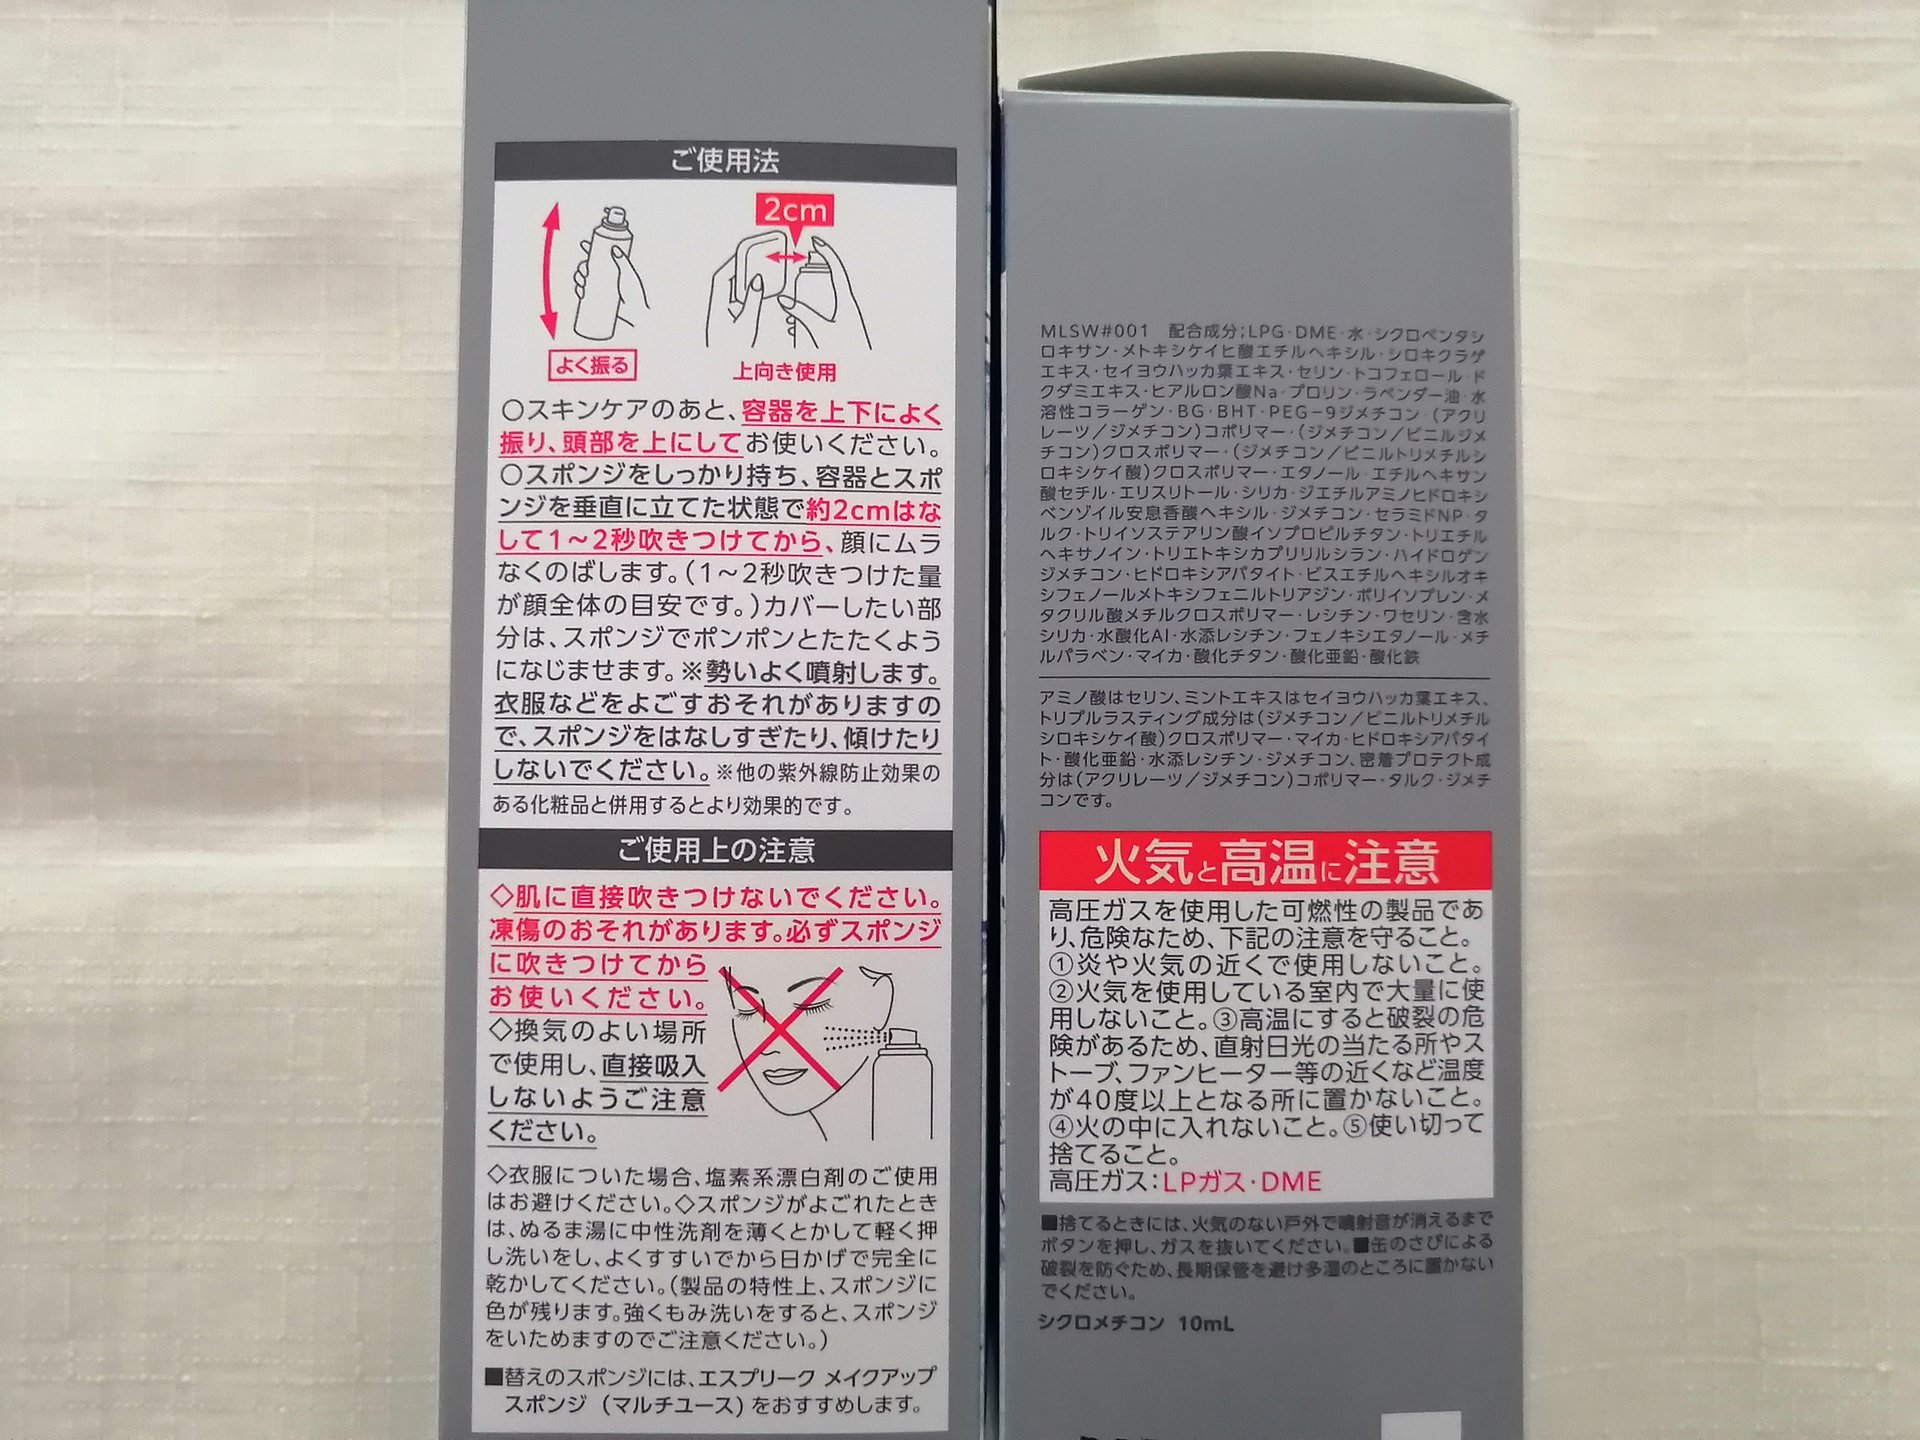 ご使用法
2cm
よく振る
上向き使用
○スキンケアのあと、容器を上下によく
振り、頭部を上にしてお使いください。
○スポンジをしっかり持ち、容器とスポ
ンジを垂直に立てた状態で約2cmはな
して1～2秒吹きつけてから、顔にムラ
なくのばします。(1～2秒吹きつけた量
が顔全体の目安です。)カバーしたい部
分は、スポンジでポンポンとたたくよう
になじませます。※勢いよく噴射します。
衣服などをよごすおそれがありますの
で、スポンジをはなしすぎたり、傾けたり
しないでください。※他の紫外線防止効果の
ある化粧品と併用するとより効果的です。
ご使用上の注意
◇肌に直接吹きつけないでください。
凍傷のおそれがあります。必ずスポンジ
に吹きつけてから
お使いください。
◇換気のよい場所
で使用し、直接吸入
しないようご注意
ください。
◇衣服についた場合、塩素系漂白剤のご使用
はお避けください。◇スポンジがよごれたとき
は、ぬるま湯に中性洗剤を薄くとかして軽く押
し洗いをし、よくすすいでから日かげで完全に
乾かしてください。(製品の特性上、スポンジに
色が残ります。強くもみ洗いをすると、スポンジ
をいためますのでご注意ください。)
■替えのスポンジには、エスプリーク メイクアップ
スポンジ (マルチユース)をおすすめします。
MLSW#001 配合成分;LPG・DME・水・シクロペンタシ
ロキサン・メトキシケイヒ酸エチルヘキシル・シロキクラゲ
エキス・セイヨウハッカ葉エキス・セリン・トコフェロール・ド
クダミエキス・ヒアルロン酸Na・プロリン・ラベンダー油・水
溶性コラーゲン・BG・BHT・PEG-9ジメチコン・(アクリ
レーツ／ジメチコン)コポリマー・(ジメチコン／ビニルジメ
チコン)クロスポリマー・(ジメチコン／ビニルトリメチルシ
ロキシケイ酸)クロスポリマー・エタノール・エチルヘキサン
酸セチル・エリスリトール・シリカ・ジエチルアミノヒドロキシ
ベンゾイル安息香酸ヘキシル・ジメチコン・セラミドNP・タ
ルク・トリイソステアリン酸イソプロピルチタン・トリエチル
ヘキサノイン・トリエトキシカプリリルシラン・ハイドロゲン
ジメチコン・ヒドロキシアパタイト・ビスエチルヘキシルオキ
シフェノールメトキシフェニルトリアジン・ポリイソプレン・メ
タクリル酸メチルクロスポリマー・レシチン・ワセリン・含水
シリカ・水酸化Al・水添レシチン・フェノキシエタノール・メチ
ルパラベン・マイカ・酸化チタン・酸化亜鉛・酸化鉄
アミノ酸はセリン、ミントエキスはセイヨウハッカ葉エキス、
トリプルラスティング成分は(ジメチコン／ビニルトリメチル
シロキシケイ酸)クロスポリマー・マイカ・ヒドロキシアパタイ
ト・酸化亜鉛・水添レシチン・ジメチコン、密着プロテクト成
分は(アクリレーツ／ジメチコン)コポリマー・タルク・ジメチ
コンです。
火気と高温に注意
高圧ガスを使用した可燃性の製品であ
り、危険なため、下記の注意を守ること。
①炎や火気の近くで使用しないこと。
②火気を使用している室内で大量に使
用しないこと。③高温にすると破裂の危
険があるため、直射日光の当たる所やス
トーブ、ファンヒーター等の近くなど温度
が40度以上となる所に置かないこと。
④火の中に入れないこと。⑤使い切って
捨てること。
高圧ガス：LPガス・DME
■捨てるときには、火気のない戸外で噴射音が消えるまで
ボタンを押し、ガスを抜いてください。■缶のさびによる
破裂を防ぐため、長期保管を避け多湿のところに置かない
でください。
シクロメチコン 10mL